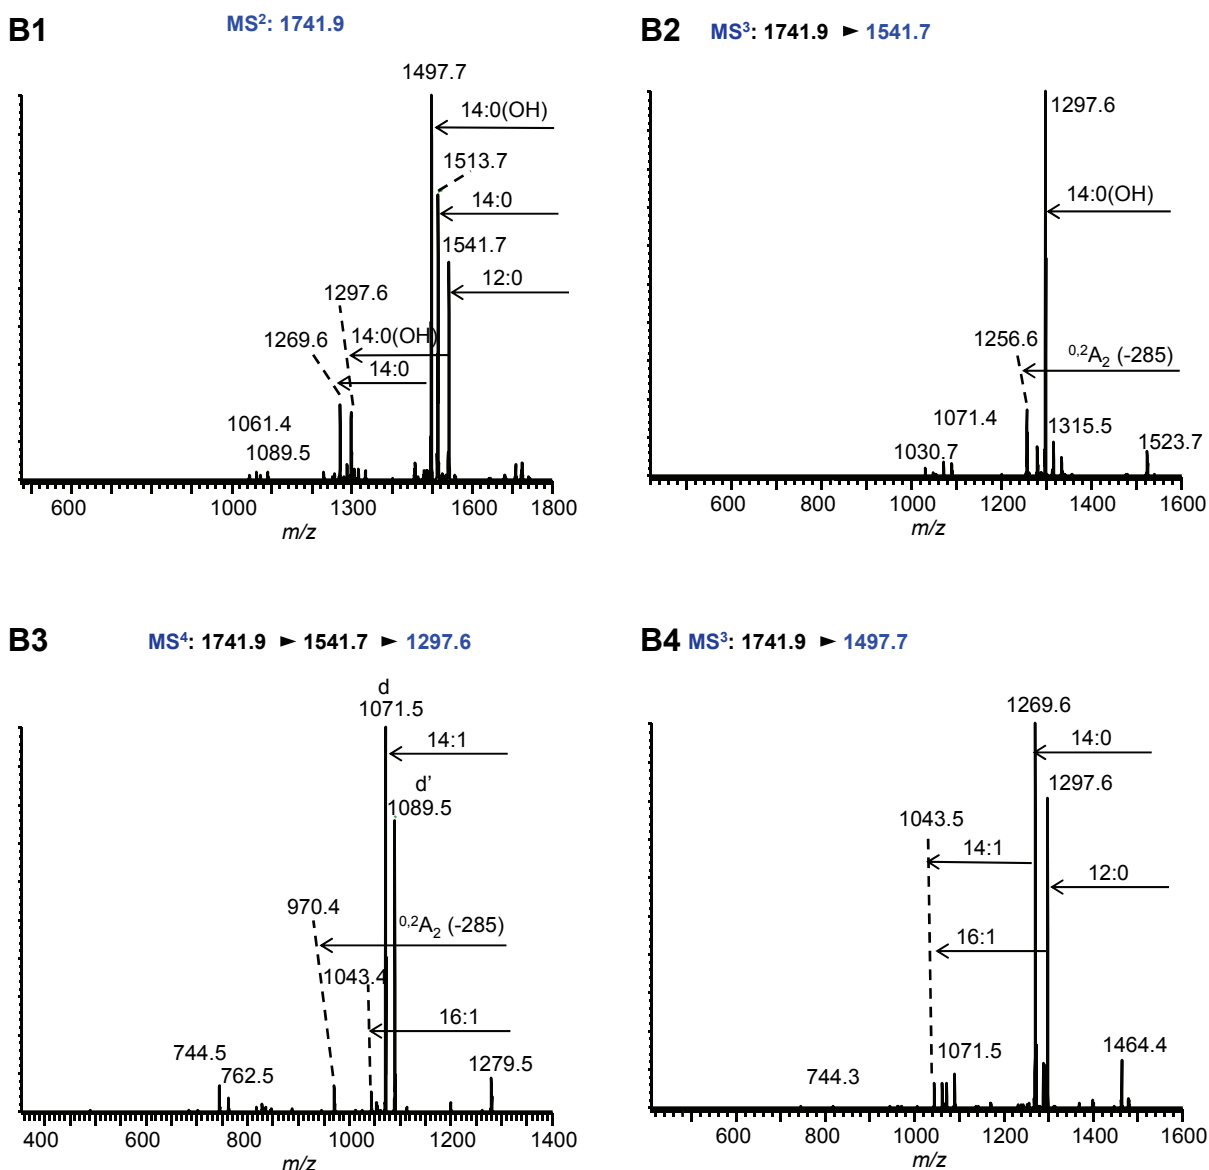 B1 MS²: 1741.9
1497.7
14:0(OH)
1513.7
14:0
1541.7
12:0
1297.6
1269.6
14:0(OH)
14:0
1061.4
1089.5
600 1000 1300 1600 1800
m/z
B2 MS³: 1741.9 ► 1541.7
1297.6
14:0(OH)
1256.6
0,2A2 (-285)
1071.4
1315.5
1030.7
1523.7
600 800 1000 1200 1400 1600
m/z
B3 MS⁴: 1741.9 ► 1541.7 ► 1297.6
d
1071.5
14:1
d'
1089.5
970.4
0,2A2 (-285)
1043.4
16:1
744.5
762.5
1279.5
400 600 800 1000 1200 1400
m/z
B4 MS³: 1741.9 ► 1497.7
1269.6
14:0
1297.6
1043.5
14:1
12:0
16:1
1071.5
1464.4
744.3
600 800 1000 1200 1400 1600
m/z